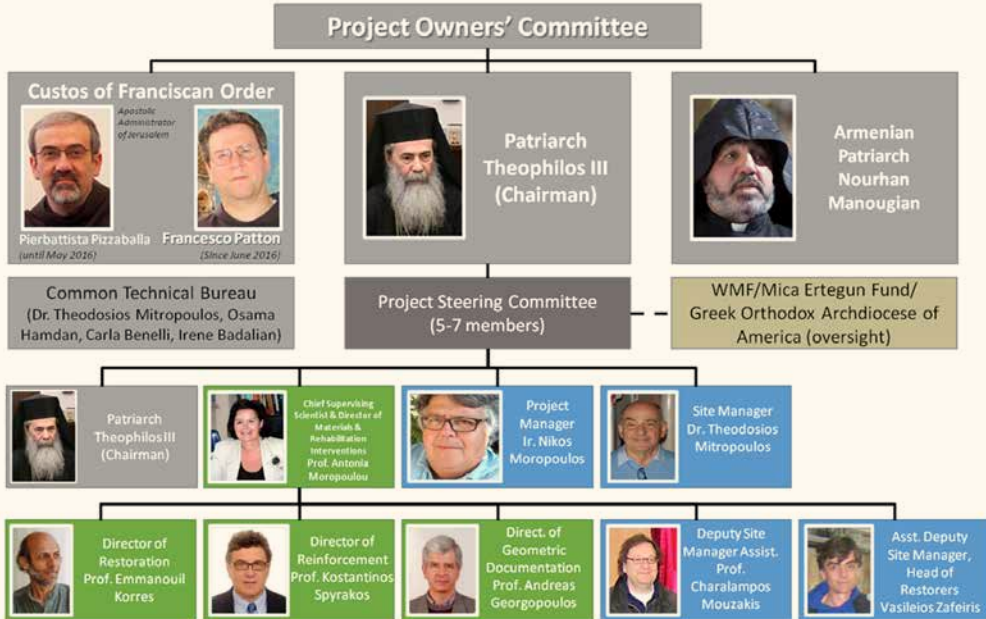 Project Owners' Committee
Custos of Franciscan Order
Apostolic
Administrator
of Jerusalem
Pierbattista Pizzaballa
(until May 2016)
Francesco Patton
(Since June 2016)
Patriarch
Theophilos III
(Chairman)
Armenian
Patriarch
Nourhan
Manougian
Common Technical Bureau
(Dr. Theodosios Mitropoulos, Osama
Hamdan, Carla Benelli, Irene Badalian)
Project Steering Committee
(5-7 members)
WMF/Mica Ertegun Fund/
Greek Orthodox Archdiocese of
America (oversight)
Patriarch
Theophilos III
(Chairman)
Chief Supervising
Scientist & Director of
Materials &
Rehabilitation
Interventions
Prof. Antonia
Moropoulou
Project
Manager
Ir. Nikos
Moropoulos
Site Manager
Dr. Theodosios
Mitropoulos
Director of
Restoration
Prof. Emmanouil
Korres
Director of
Reinforcement
Prof. Kostantinos
Spyrakos
Direct. of
Geometric
Documentation
Prof. Andreas
Georgopoulos
Deputy Site
Manager Assist.
Prof.
Charalampos
Mouzakis
Asst. Deputy
Site Manager,
Head of
Restorers
Vasileios Zafeiris